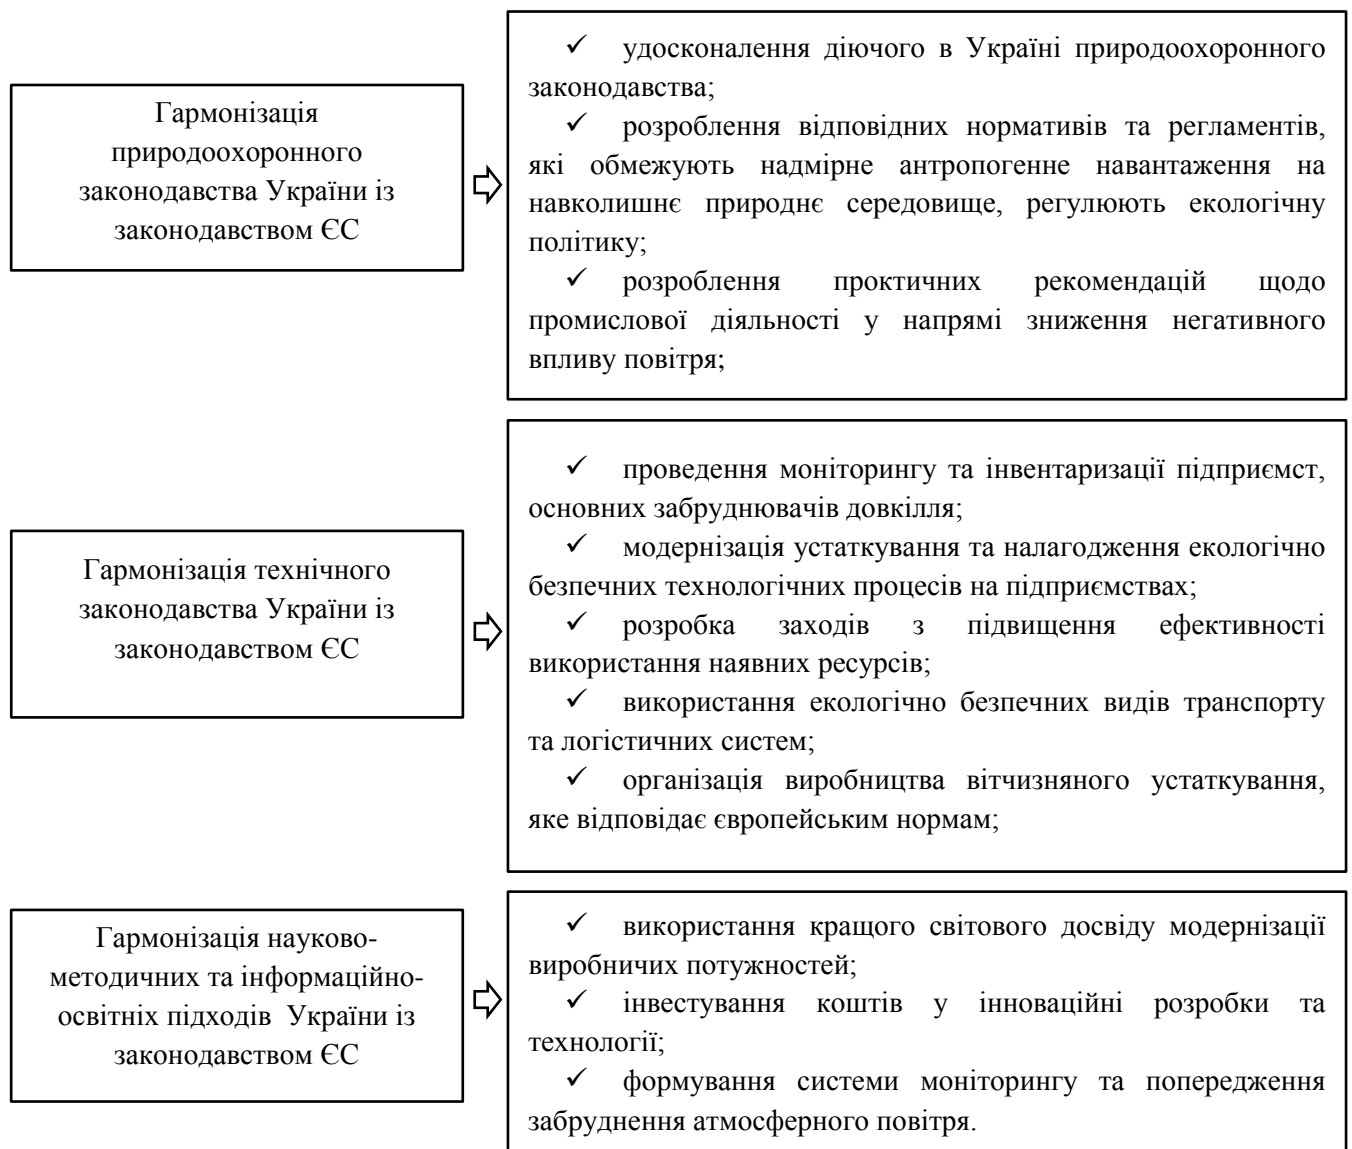 Гармонізація
природоохоронного
законодавства України із
законодавством ЄС
✓ удосконалення діючого в Україні природоохоронного
законодавства;
✓ розроблення відповідних нормативів та регламентів,
які обмежують надмірне антропогенне навантаження на
навколишнє природнє середовище, регулюють екологічну
політику;
✓ розроблення проктичних рекомендацій щодо
промислової діяльності у напрямі зниження негативного
впливу повітря;
Гармонізація технічного
законодавства України із
законодавством ЄС
✓ проведення моніторингу та інвентаризації підприємст,
основних забруднювачів довкілля;
✓ модернізація устаткування та налагодження екологічно
безпечних технологічних процесів на підприємствах;
✓ розробка заходів з підвищення ефективності
використання наявних ресурсів;
✓ використання екологічно безпечних видів транспорту
та логістичних систем;
✓ організація виробництва вітчизняного устаткування,
яке відповідає європейським нормам;
Гармонізація науково-
методичних та інформаційно-
освітніх підходів України із
законодавством ЄС
✓ використання кращого світового досвіду модернізації
виробничих потужностей;
✓ інвестування коштів у інноваційні розробки та
технології;
✓ формування системи моніторингу та попередження
забруднення атмосферного повітря.